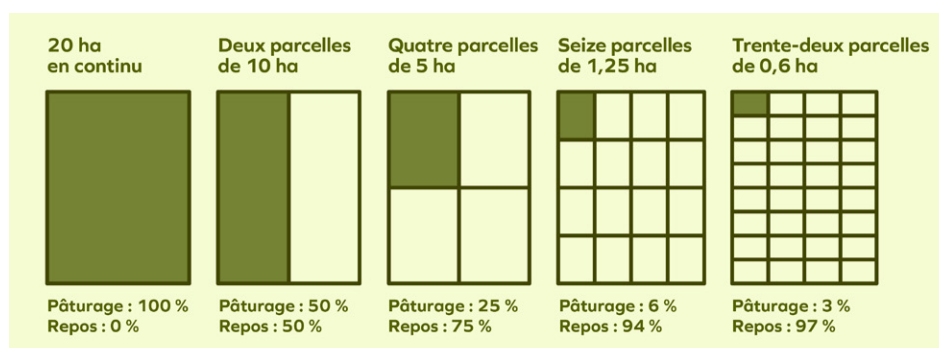 20 ha
en continu
Pâturage : 100 %
Repos : 0 %
Deux parcelles
de 10 ha
Pâturage : 50 %
Repos : 50 %
Quatre parcelles
de 5 ha
Pâturage : 25 %
Repos : 75 %
Seize parcelles
de 1,25 ha
Pâturage : 6 %
Repos : 94 %
Trente-deux parcelles
de 0,6 ha
Pâturage : 3 %
Repos : 97 %